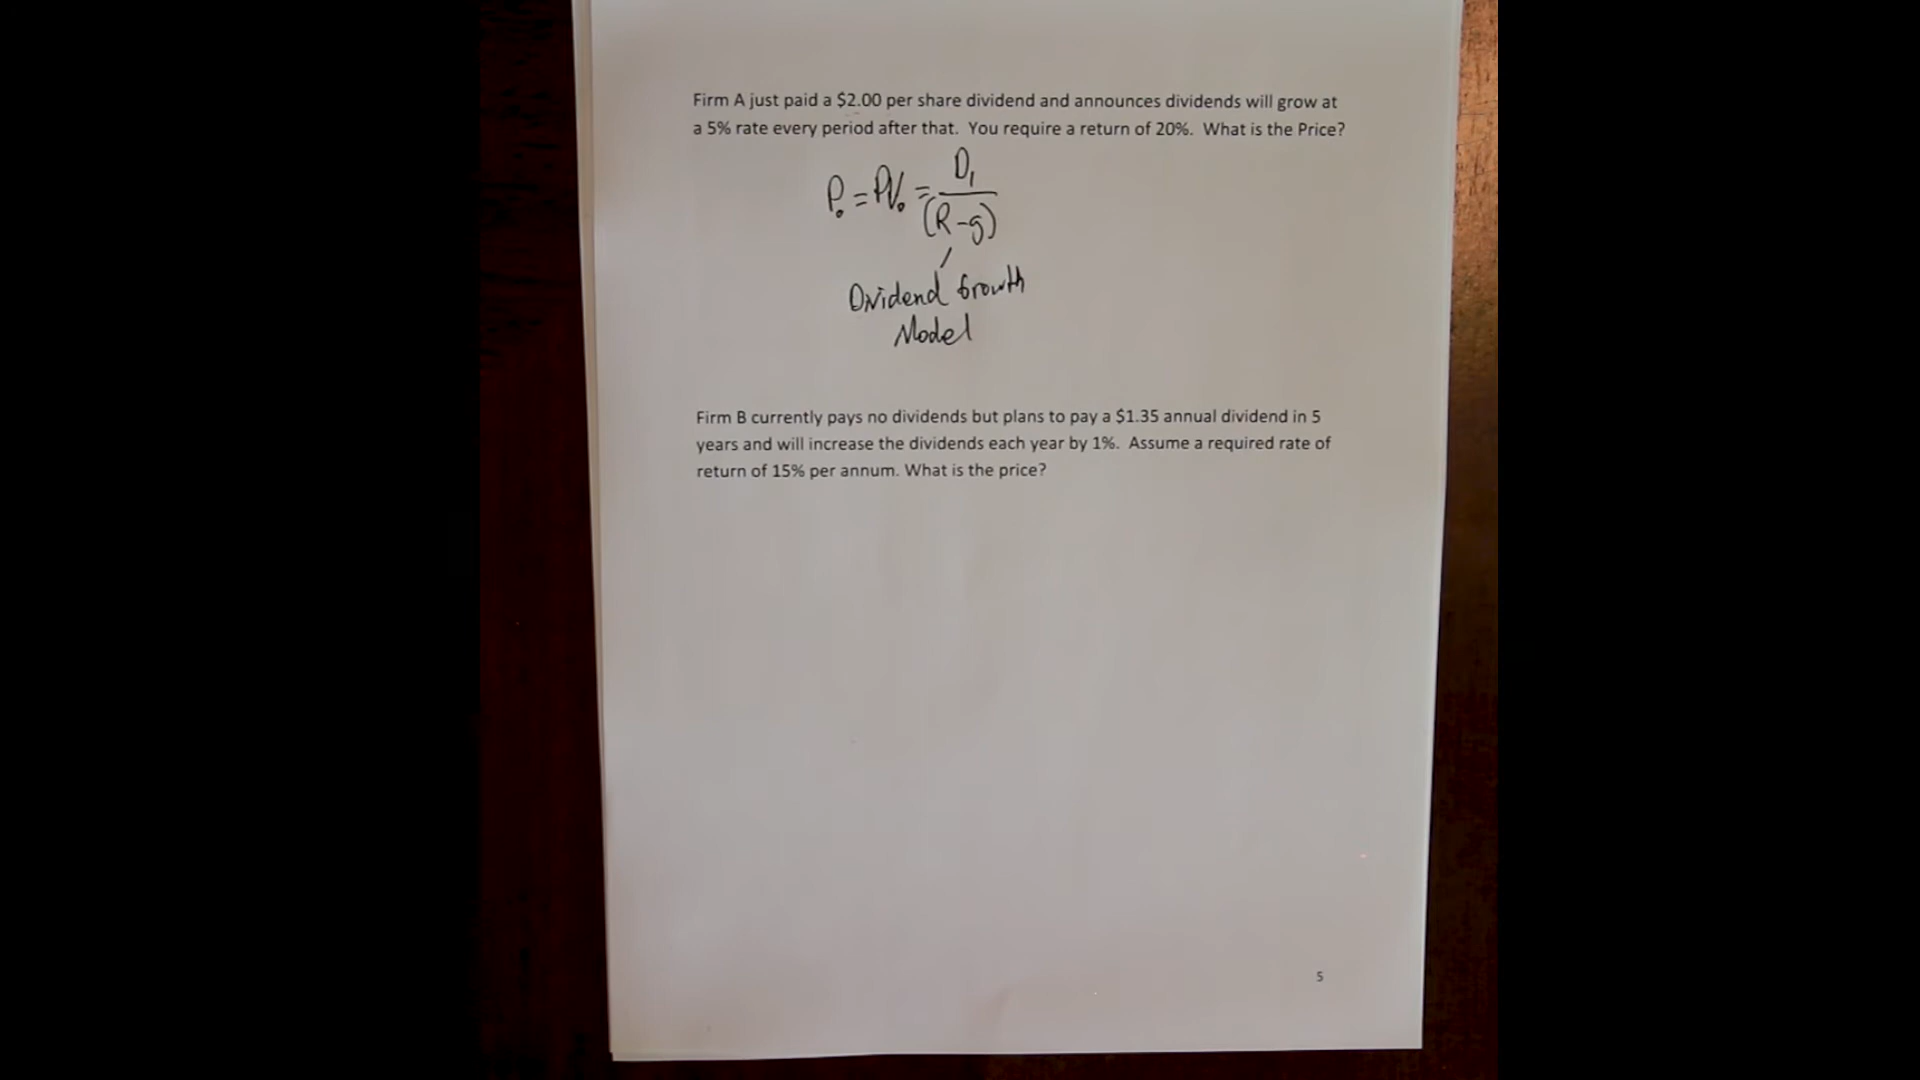 Firm A just paid a $2.00 per share dividend and announces dividends will grow at
a 5% rate every period after that. You require a return of 20%. What is the Price?
P₀ = PV₀ = D₁ / (R-g)
Dividend Growth
Model
Firm B currently pays no dividends but plans to pay a $1.35 annual dividend in 5
years and will increase the dividends each year by 1%. Assume a required rate of
return of 15% per annum. What is the price?
5